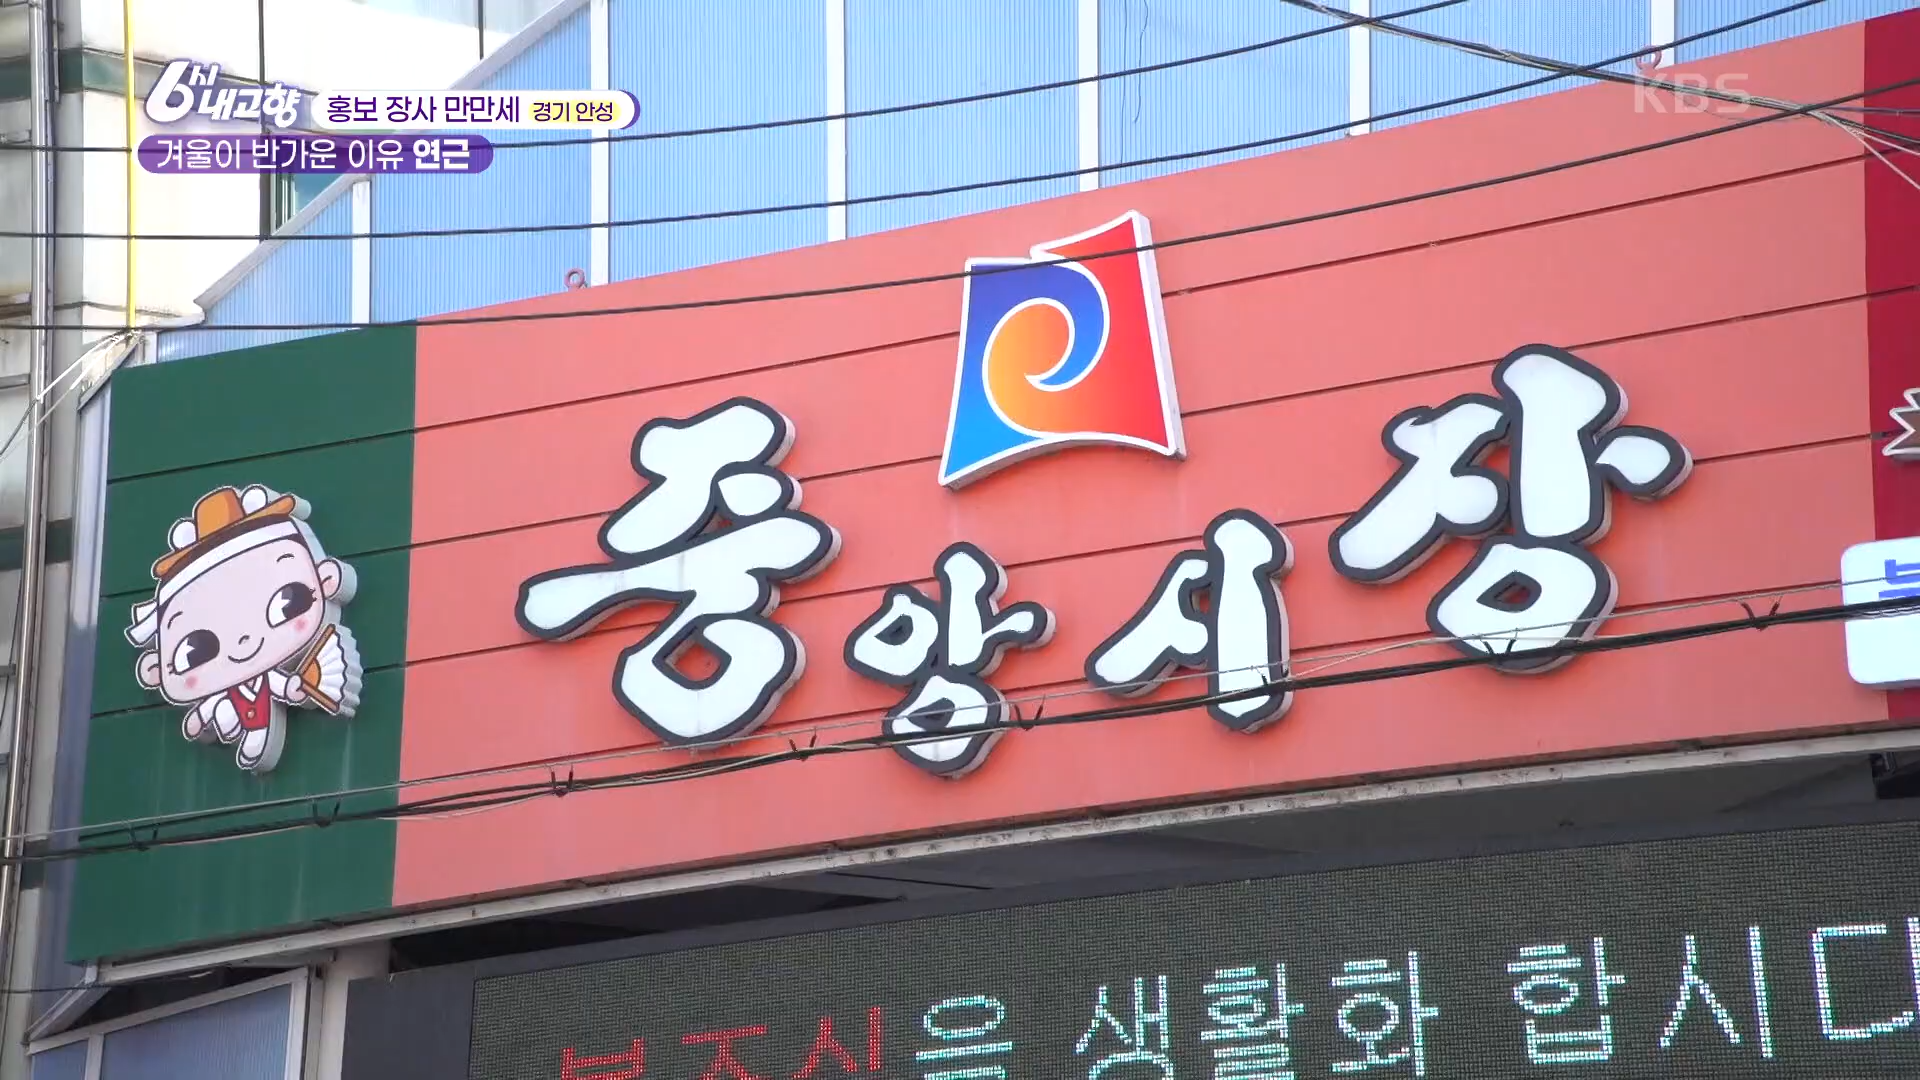 6시 내고향
홍보 장사 만만세 경기 안성
겨울이 반가운 이유 연근
KBS
중앙시장
을 생활화 합시다